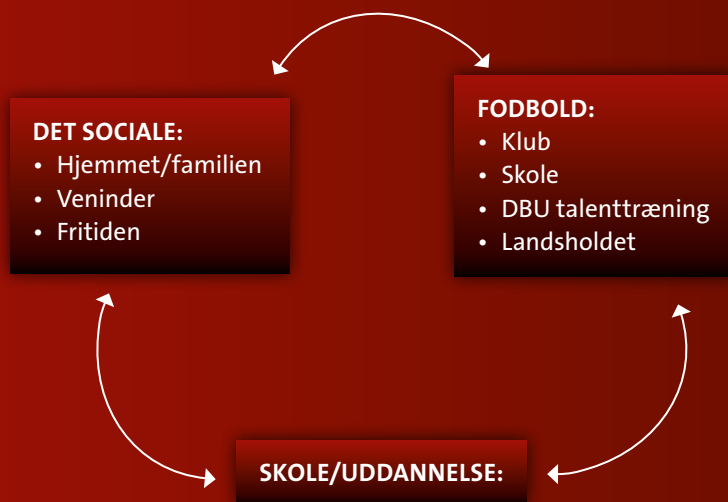 DET SOCIALE:
• Hjemmet/familien
• Veninder
• Fritiden
FODBOLD:
• Klub
• Skole
• DBU talenttræning
• Landsholdet
SKOLE/UDDANNELSE: